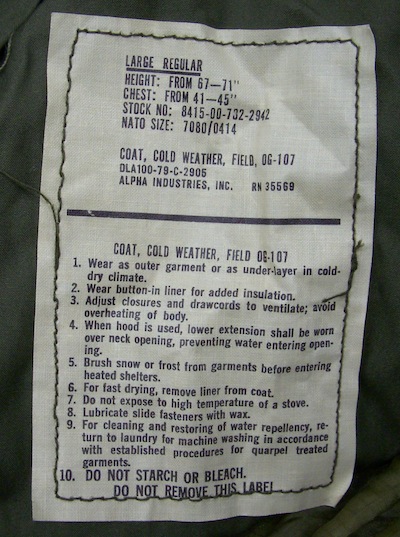 LARGE REGULAR
HEIGHT: FROM 67—71"
CHEST: FROM 41—45"
STOCK NO: 8415-00-732-2942
NATO SIZE: 7080/0414
COAT, COLD WEATHER, FIELD, OG-107
DLA100-79-C-2905
ALPHA INDUSTRIES, INC. RN 35569
COAT, COLD WEATHER, FIELD OG-107
1. Wear as outer garment or as under-layer in cold-
dry climate.
2. Wear button-in liner for added insulation.
3. Adjust closures and drawcords to ventilate; avoid
overheating of body.
4. When hood is used, lower extension shall be worn
over neck opening, preventing water entering open-
ing.
5. Brush snow or frost from garments before entering
heated shelters.
6. For fast drying, remove liner from coat.
7. Do not expose to high temperature of a stove.
8. Lubricate slide fasteners with wax.
9. For cleaning and restoring of water repellency, re-
turn to laundry for machine washing in accordance
with established procedures for quarpel treated
garments.
10. DO NOT STARCH OR BLEACH.
DO NOT REMOVE THIS LABEL